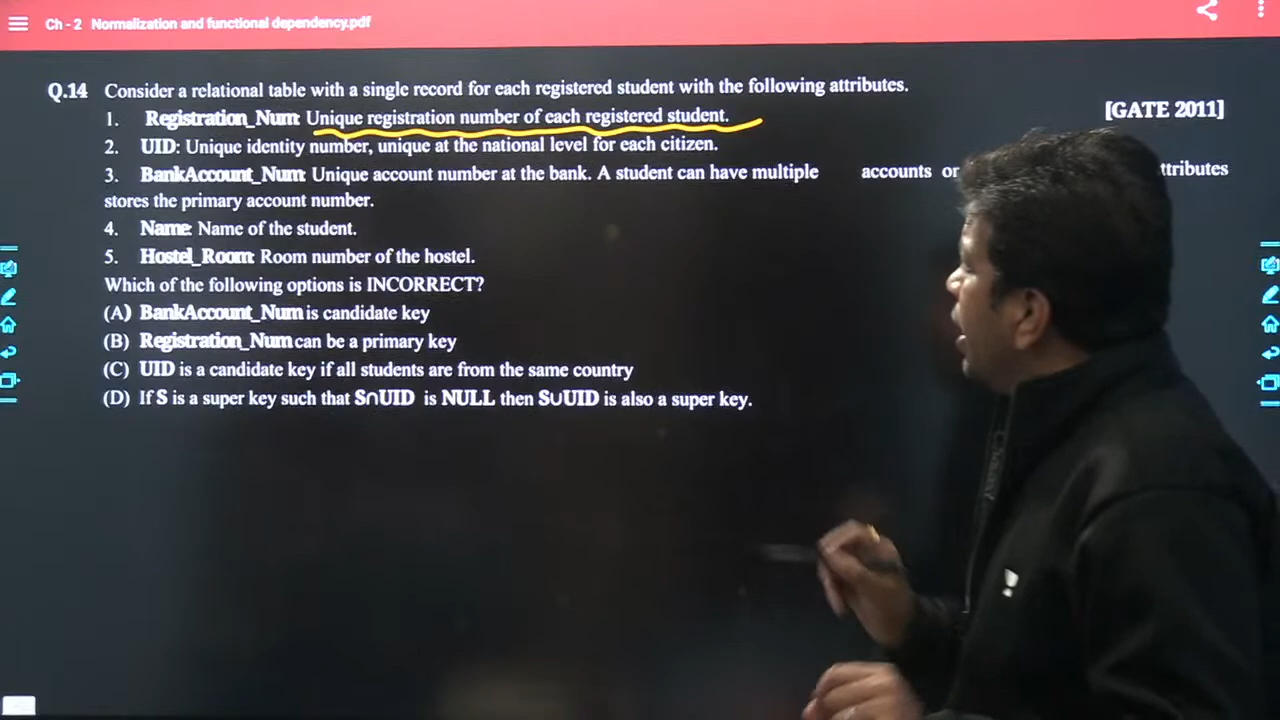 Ch - 2 Normalization and functional dependency.pdf
Q.14 Consider a relational table with a single record for each registered student with the following attributes.
[GATE 2011]
1. Registration_Num: Unique registration number of each registered student.
2. UID: Unique identity number, unique at the national level for each citizen.
3. BankAccount_Num: Unique account number at the bank. A student can have multiple accounts or ttributes
stores the primary account number.
4. Name: Name of the student.
5. Hostel_Room: Room number of the hostel.
Which of the following options is INCORRECT?
(A) BankAccount_Num is candidate key
(B) Registration_Num can be a primary key
(C) UID is a candidate key if all students are from the same country
(D) If S is a super key such that S∩UID is NULL then S∪UID is also a super key.